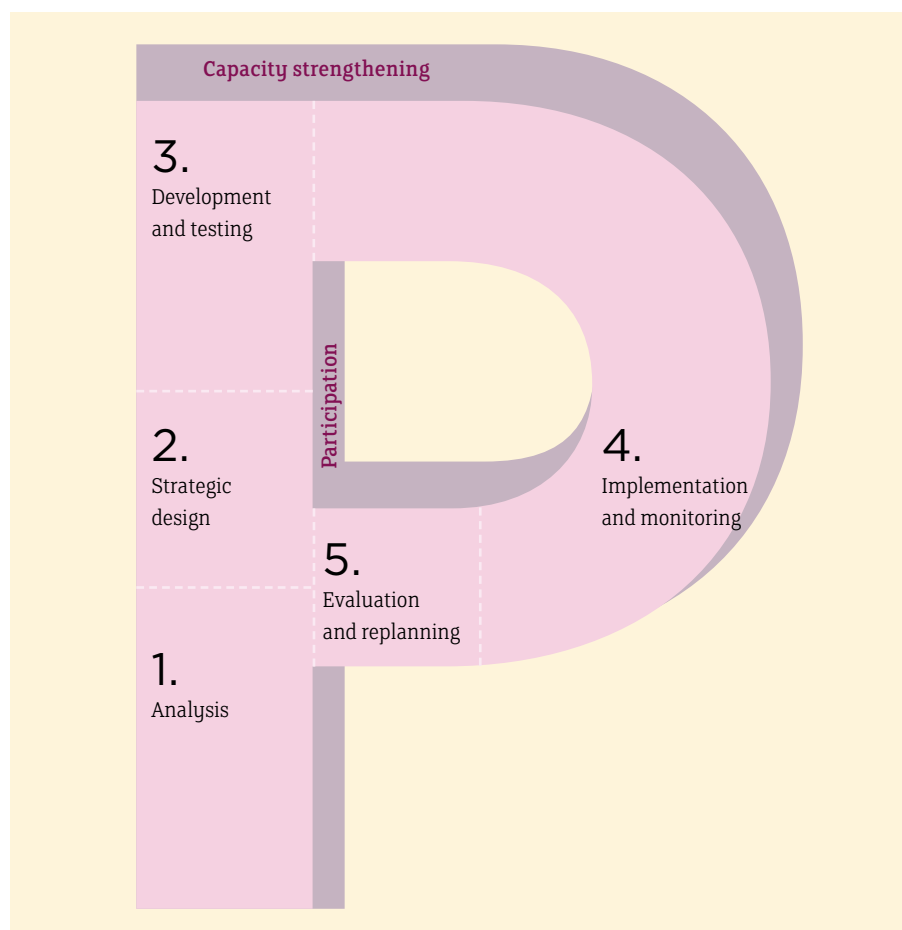 Capacity strengthening
3.
Development
and testing
Participation
2.
Strategic
design
4.
Implementation
and monitoring
5.
Evaluation
and replanning
1.
Analysis